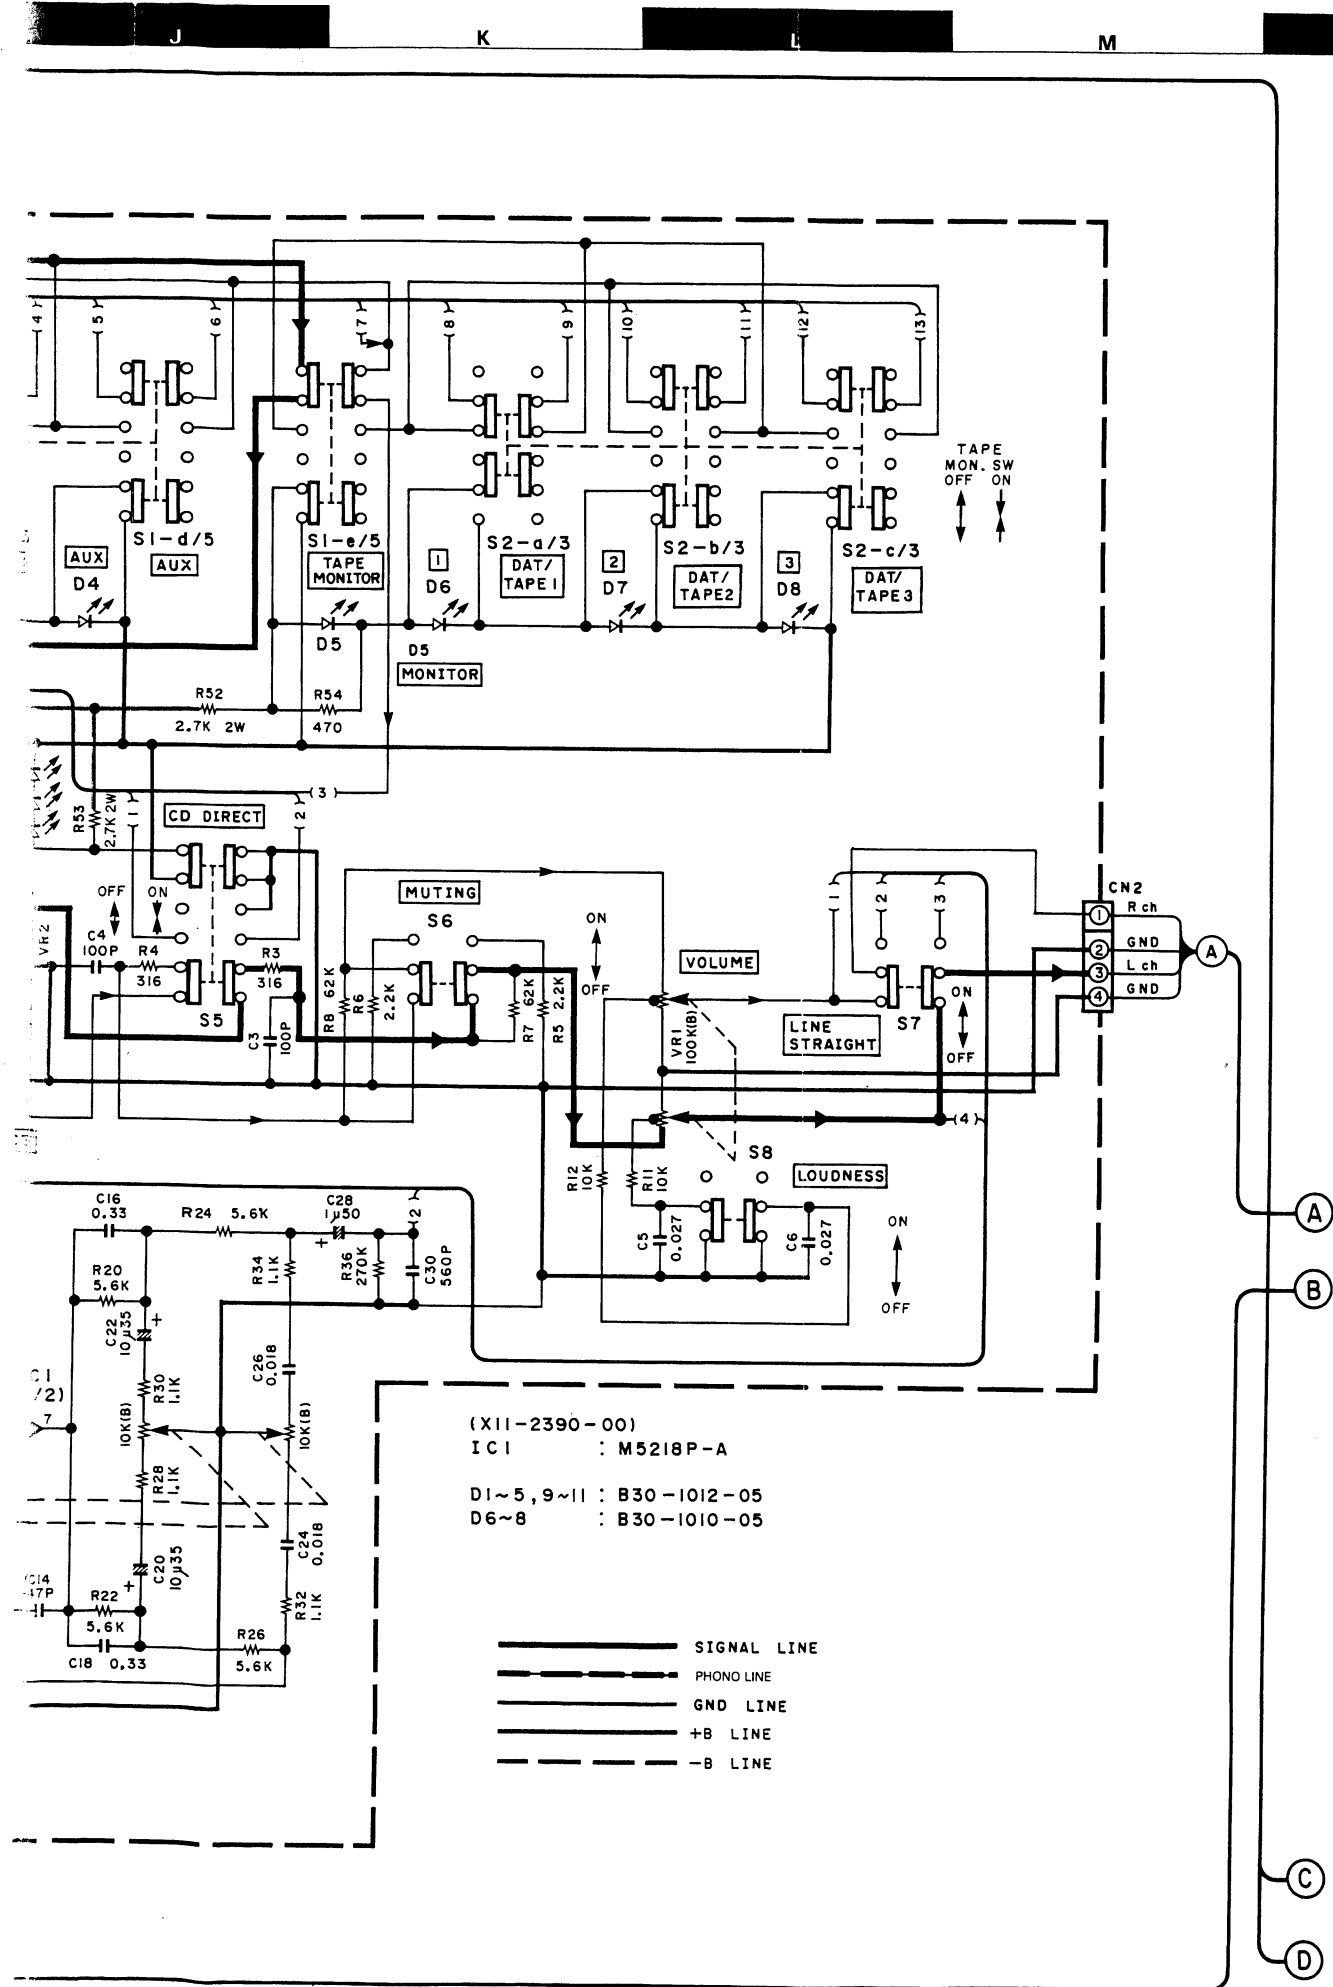 J K L M
(4) (5) (6) (7) (8) (9) (10) (11) (12) (13)
TAPE
MON. SW
OFF ON
S1-d/5
AUX
AUX
D4
S1-e/5
TAPE
MONITOR
D5
1
D6
S2-a/3
DAT/
TAPE 1
2
D7
S2-b/3
DAT/
TAPE2
3
D8
S2-c/3
DAT/
TAPE 3
D5
MONITOR
R52
2.7K 2W
R54
470
(3)
R53
2.7K 2W
(1)
CD DIRECT
(2)
OFF ON
VR2
C4
100P
R4
316
R3
316
S5
C3
100P
MUTING
S6
R8 62K
R6 2.2K
R7 62K
R5 2.2K
ON
OFF
VOLUME
VR1
100K(B)
LINE
STRAIGHT
(1) (2) (3)
S7
ON
OFF
(4)
CN2
1 R ch
2 GND
3 L ch
4 GND
A
S8
LOUDNESS
R12 10K
R11 10K
C5 0.027
C6 0.027
ON
OFF
A
B
C16
0.33
R24 5.6K
C28
1µ50
+
(2)
R20
5.6K
R34 1.1K
R36 270K
C30 560P
C22 10µ35
+
C26 0.018
R30 1.1K
C1
/2)
7
10K(B)
10K(B)
R28 1.1K
C24 0.018
C20 10µ35
+
C14
47P
R22
5.6K
R32 1.1K
C18 0.33
R26
5.6K
(X11-2390-00)
IC1 : M5218P-A
D1~5, 9~11 : B30-1012-05
D6~8 : B30-1010-05
SIGNAL LINE
PHONO LINE
GND LINE
+B LINE
-B LINE
C
D